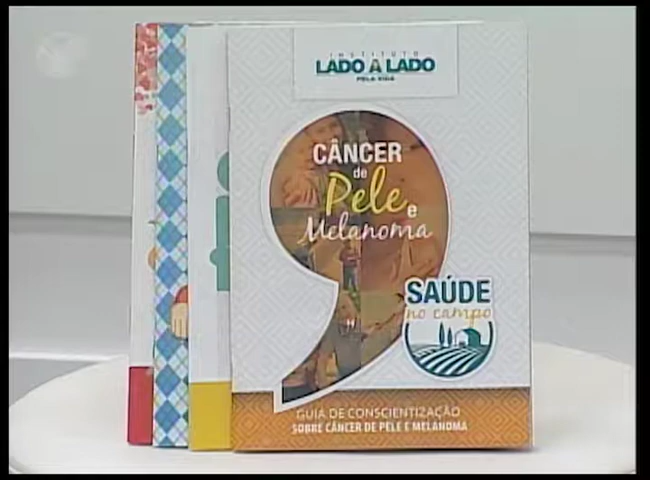 INSTITUTO
LADO A LADO
PELA VIDA
CÂNCER
de
Pele e
Melanoma
SAÚDE
no campo
GUIA DE CONSCIENTIZAÇÃO
SOBRE CÂNCER DE PELE E MELANOMA